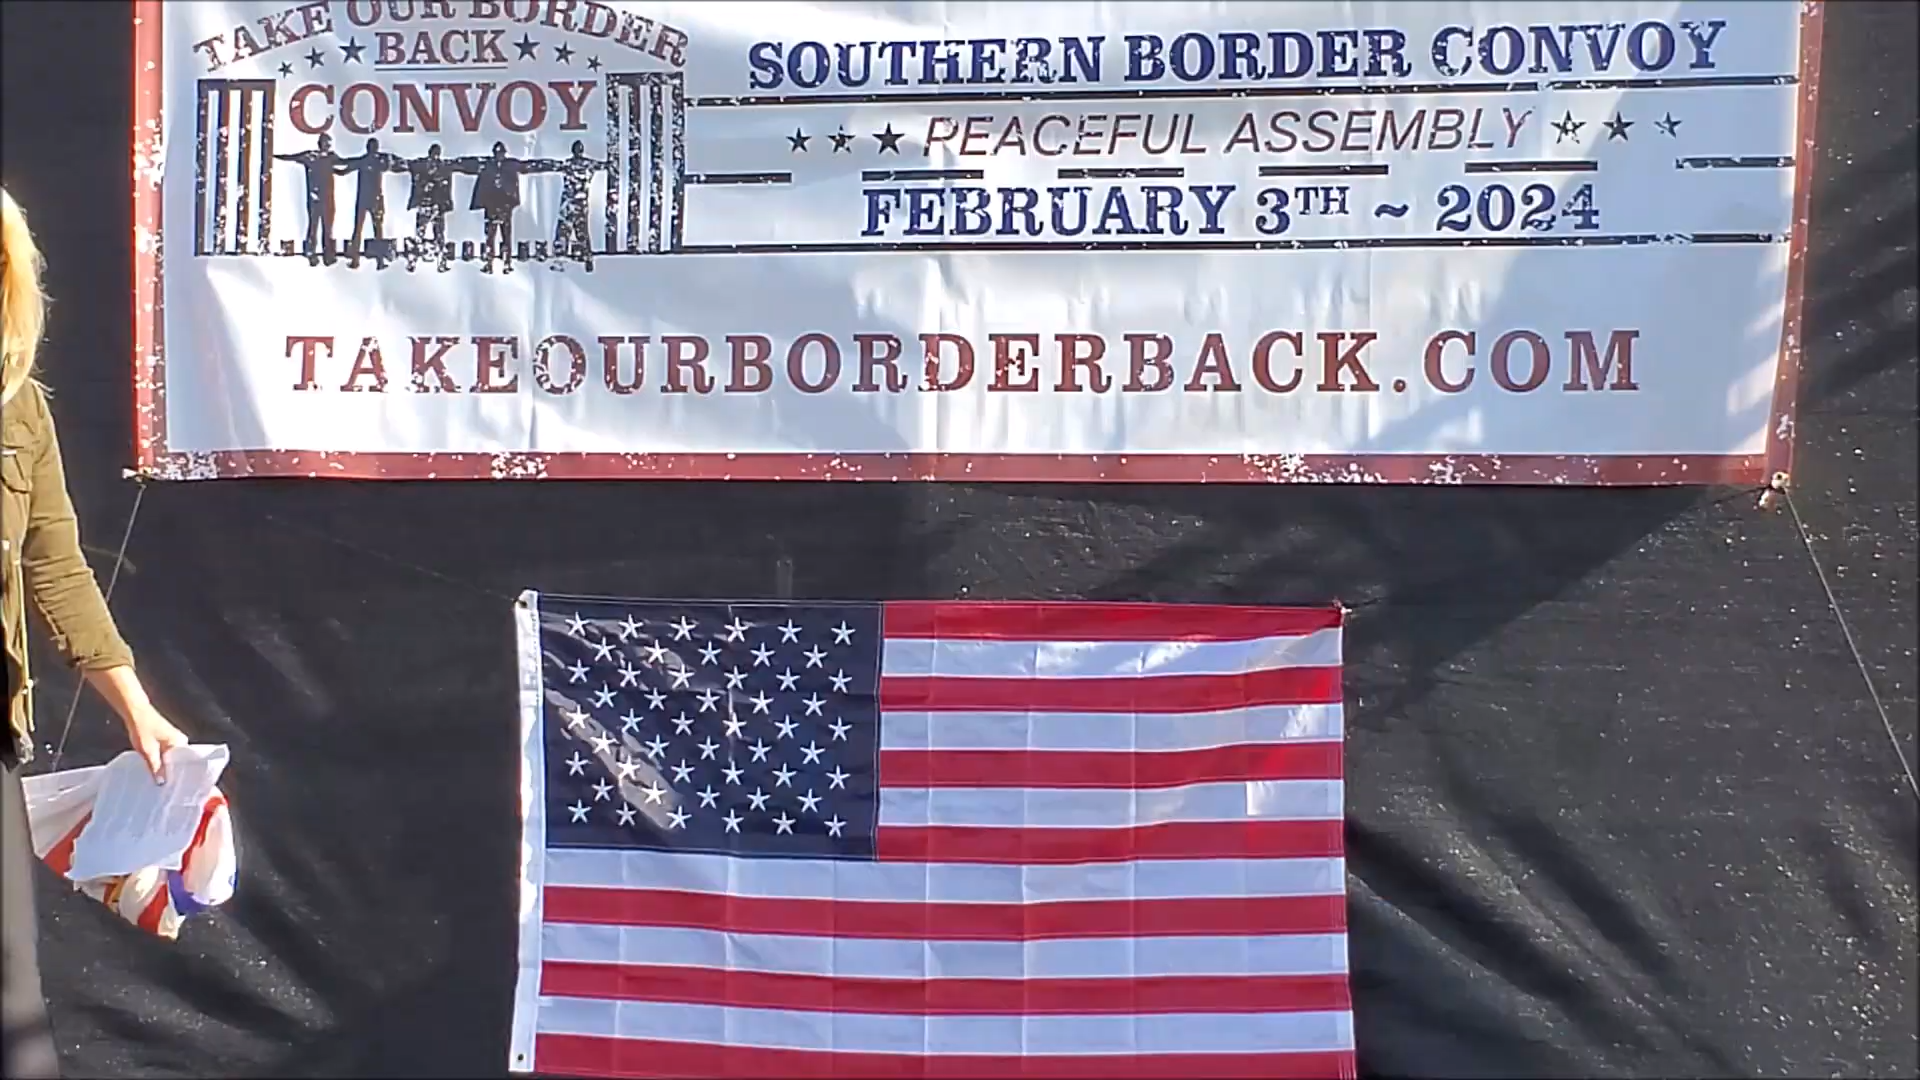 TAKE OUR BORDER
BACK
CONVOY
SOUTHERN BORDER CONVOY
PEACEFUL ASSEMBLY
FEBRUARY 3TH ~ 2024
TAKEOURBORDERBACK.COM